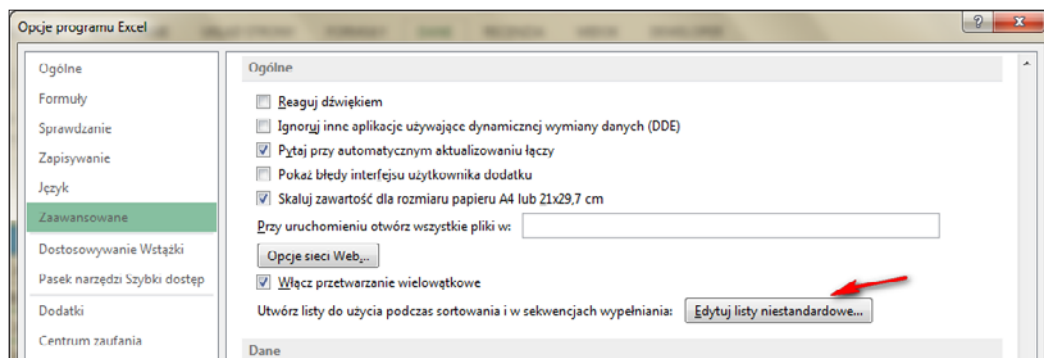 Opcje programu Excel
Ogólne
Formuły
Sprawdzanie
Zapisywanie
Język
Zaawansowane
Dostosowywanie Wstążki
Pasek narzędzi Szybki dostęp
Dodatki
Centrum zaufania
Ogólne
Reaguj dźwiękiem
Ignoruj inne aplikacje używające dynamicznej wymiany danych (DDE)
Pytaj przy automatycznym aktualizowaniu łączy
Pokaż błędy interfejsu użytkownika dodatku
Skaluj zawartość dla rozmiaru papieru A4 lub 21x29,7 cm
Przy uruchomieniu otwórz wszystkie pliki w:
Opcje sieci Web...
Włącz przetwarzanie wielowątkowe
Utwórz listy do użycia podczas sortowania i w sekwencjach wypełniania: Edytuj listy niestandardowe...
Dane